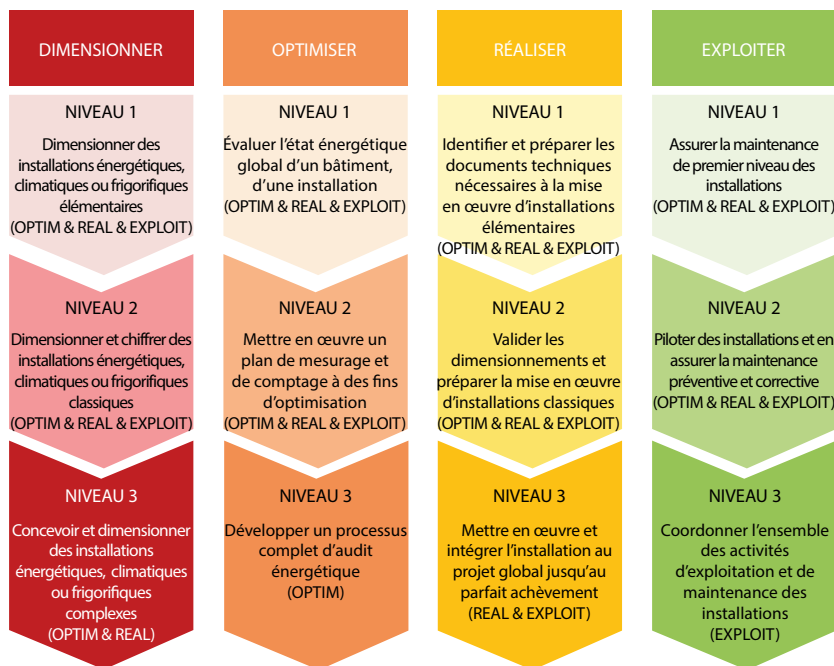 DIMENSIONNER
NIVEAU 1
Dimensionner des
installations énergétiques,
climatiques ou frigorifiques
élémentaires
(OPTIM & REAL & EXPLOIT)
NIVEAU 2
Dimensionner et chiffrer des
installations énergétiques,
climatiques ou frigorifiques
classiques
(OPTIM & REAL & EXPLOIT)
NIVEAU 3
Concevoir et dimensionner
des installations
énergétiques, climatiques
ou frigorifiques
complexes
(OPTIM & REAL)
OPTIMISER
NIVEAU 1
Évaluer l’état énergétique
global d’un bâtiment,
d’une installation
(OPTIM & REAL & EXPLOIT)
NIVEAU 2
Mettre en œuvre un
plan de mesurage et
de comptage à des fins
d’optimisation
(OPTIM & REAL & EXPLOIT)
NIVEAU 3
Développer un processus
complet d’audit
énergétique
(OPTIM)
RÉALISER
NIVEAU 1
Identifier et préparer les
documents techniques
nécessaires à la mise
en œuvre d’installations
élémentaires
(OPTIM & REAL & EXPLOIT)
NIVEAU 2
Valider les
dimensionnements et
préparer la mise en œuvre
d’installations classiques
(OPTIM & REAL & EXPLOIT)
NIVEAU 3
Mettre en œuvre et
intégrer l’installation au
projet global jusqu’au
parfait achèvement
(REAL & EXPLOIT)
EXPLOITER
NIVEAU 1
Assurer la maintenance
de premier niveau des
installations
(OPTIM & REAL & EXPLOIT)
NIVEAU 2
Piloter des installations et en
assurer la maintenance
préventive et corrective
(OPTIM & REAL & EXPLOIT)
NIVEAU 3
Coordonner l’ensemble
des activités
d’exploitation et de
maintenance des
installations
(EXPLOIT)